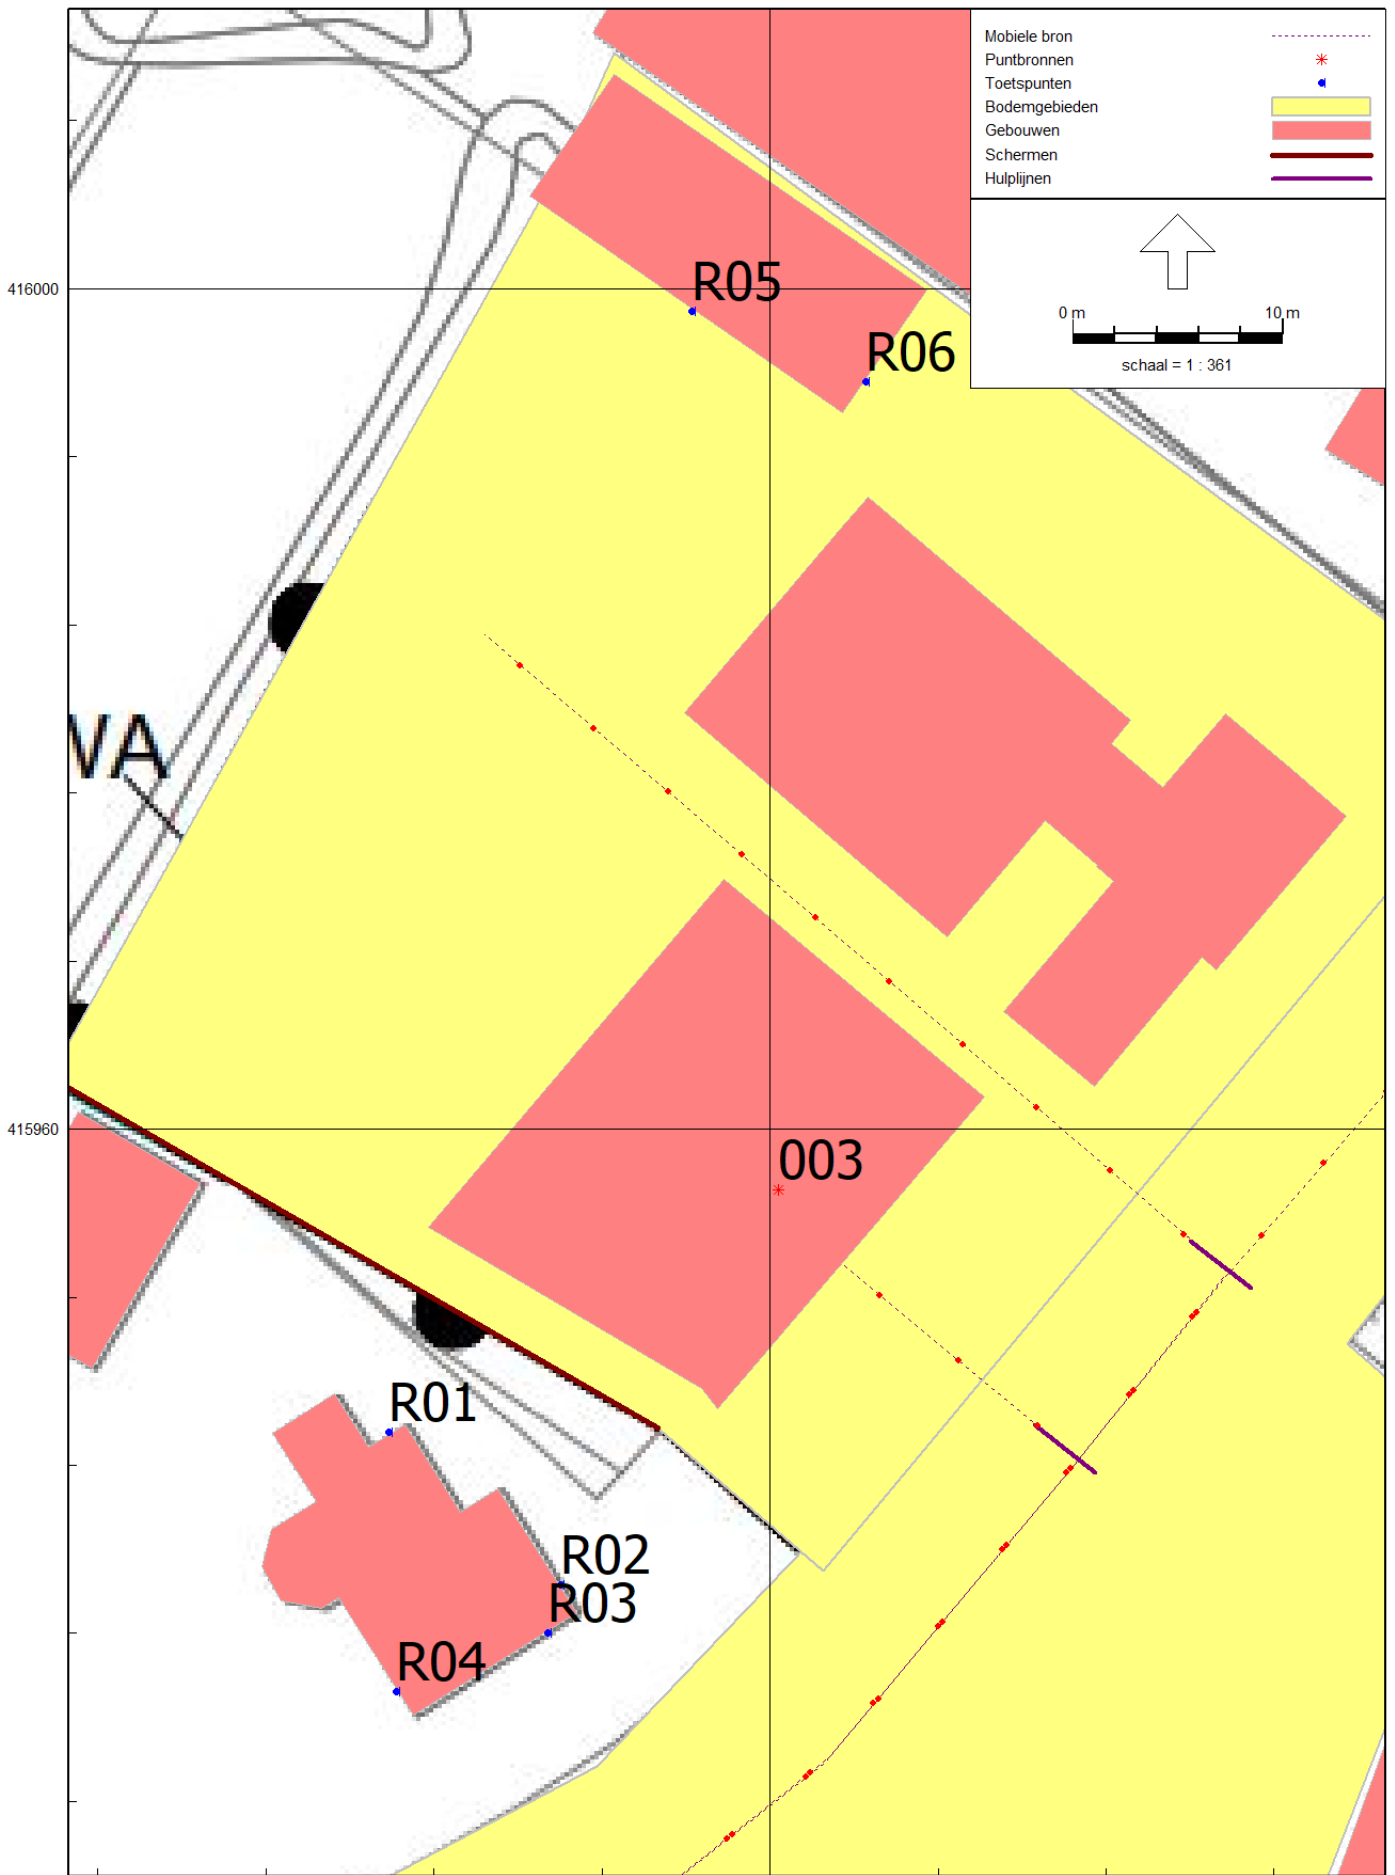 Mobiele bron
Puntbronnen
Toetspunten
Bodemgebieden
Gebouwen
Schermen
Hulplijnen
0 m 10 m
schaal = 1 : 361
R05
416000
R06
VA
415960
003
R01
R02
R03
R04